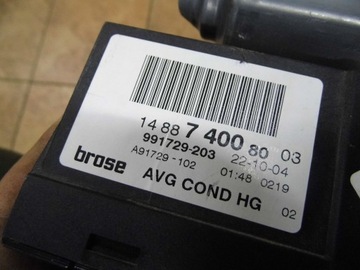 14 88 7 400 80 03
991729-203 22-10-04
A91729-102 01:48 0219
brose AVG COND HG 02